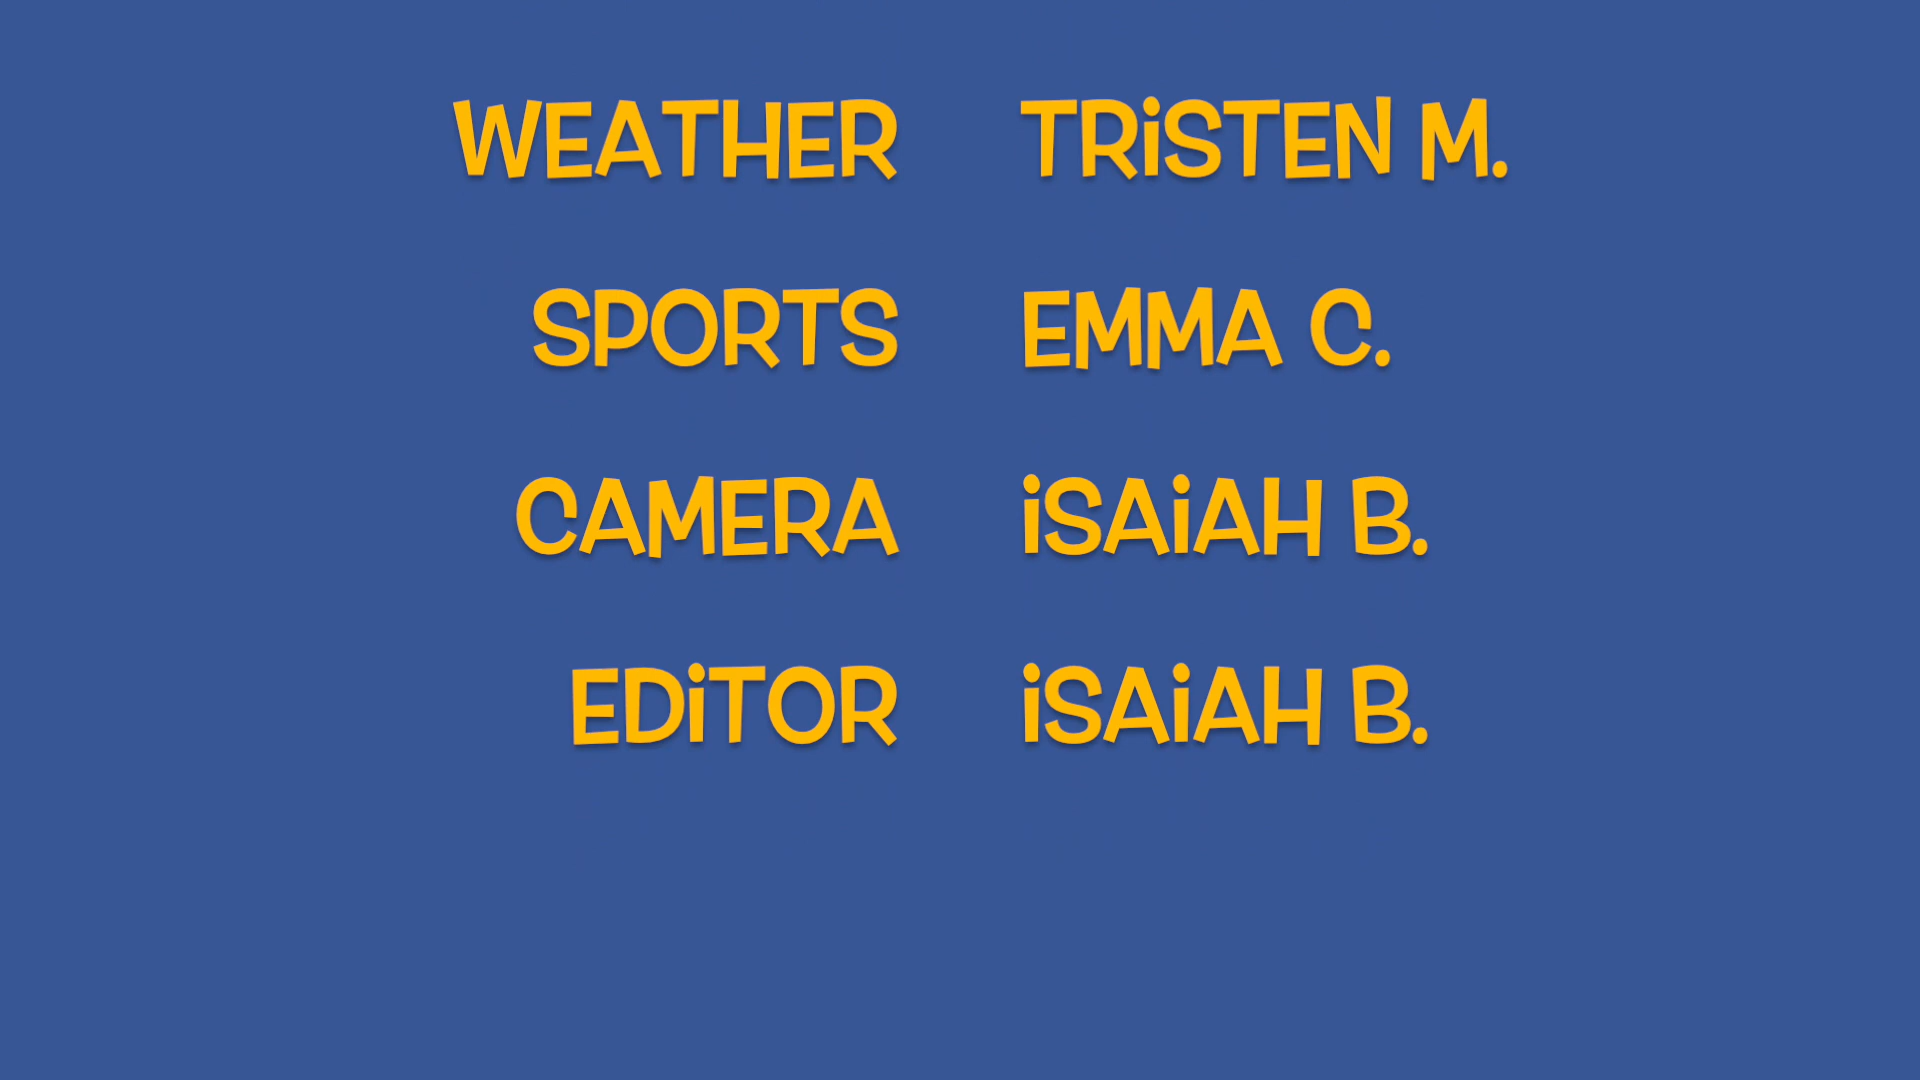 WEATHER TRiSTEN M.
SPORTS EMMA C.
CAMERA iSAiAH B.
EDiTOR iSAiAH B.